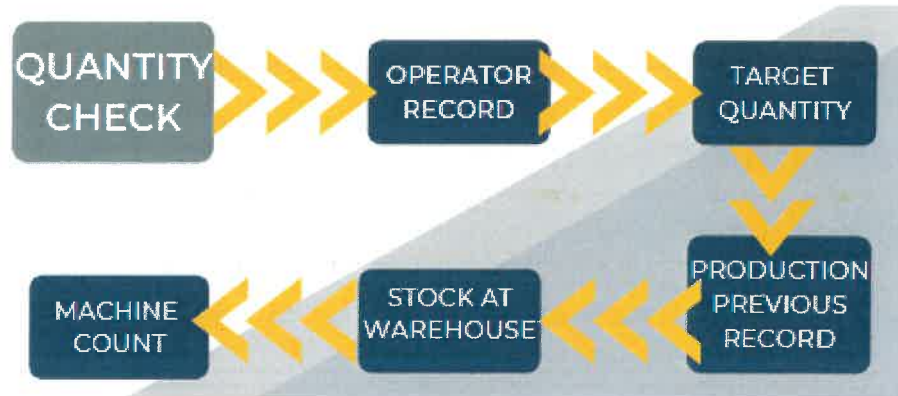 QUANTITY
CHECK
OPERATOR
RECORD
TARGET
QUANTITY
PRODUCTION
PREVIOUS
RECORD
STOCK AT
WAREHOUSE
MACHINE
COUNT